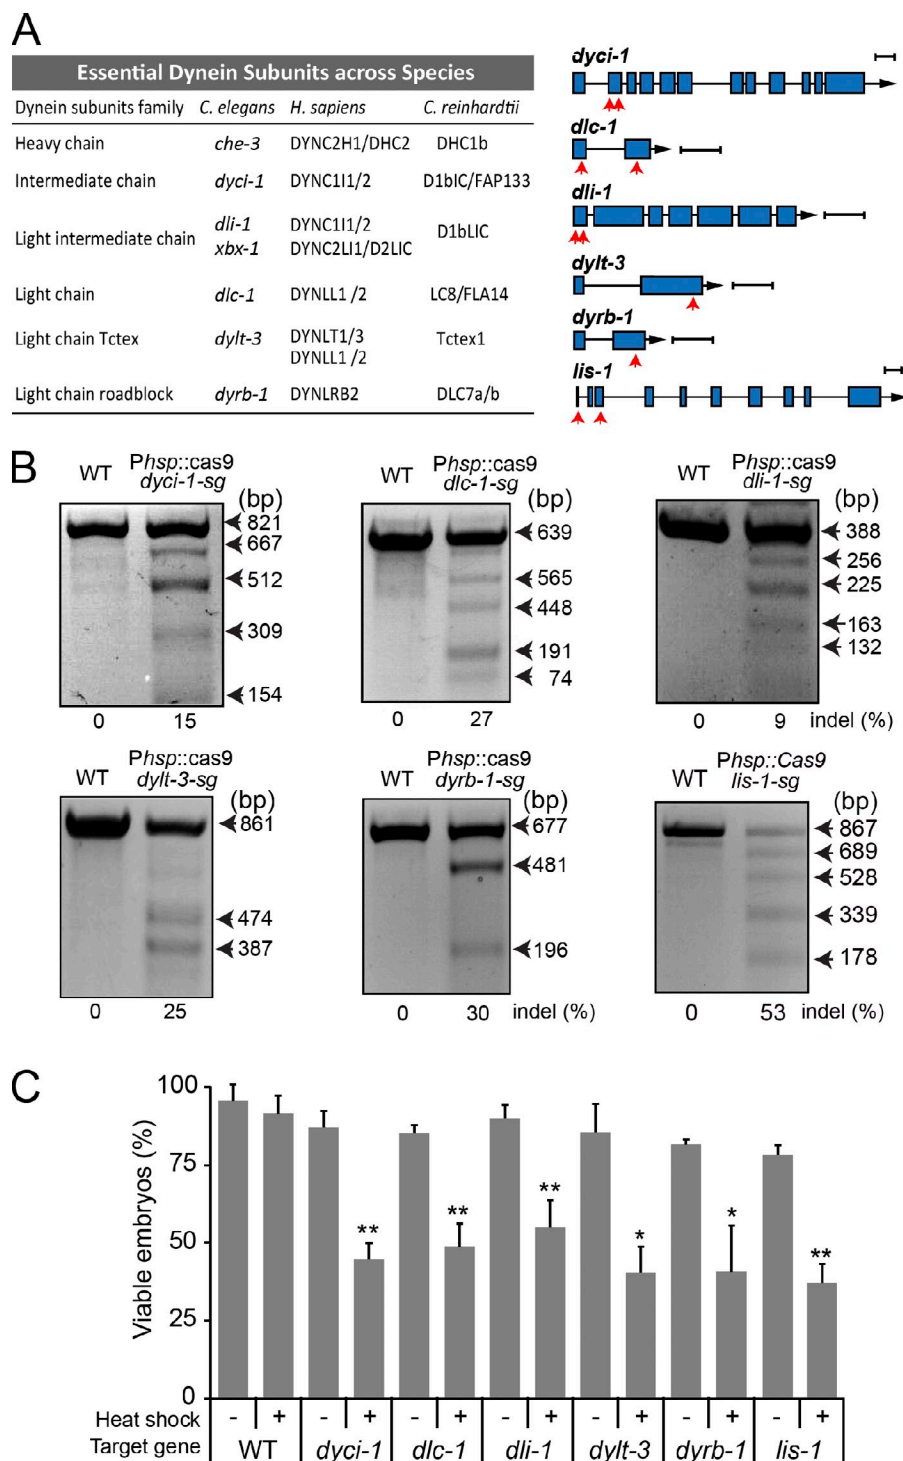 A
Essential Dynein Subunits across Species
Dynein subunits family C. elegans H. sapiens C. reinhardtii
Heavy chain che-3 DYNC2H1/DHC2 DHC1b
Intermediate chain dyci-1 DYNC1I1/2 D1bIC/FAP133
Light intermediate chain dli-1 DYNC1I1/2 D1bLIC
xbx-1 DYNC2LI1/D2LIC
Light chain dlc-1 DYNLL1 /2 LC8/FLA14
Light chain Tctex dylt-3 DYNLT1/3 Tctex1
DYNLL1 /2
Light chain roadblock dyrb-1 DYNLRB2 DLC7a/b
dyci-1
dlc-1
dli-1
dylt-3
dyrb-1
lis-1
B
WT Phsp::cas9
dyci-1-sg
(bp)
821
667
512
309
154
0 15
WT Phsp::cas9
dlc-1-sg
(bp)
639
565
448
191
74
0 27
WT Phsp::cas9
dli-1-sg
(bp)
388
256
225
163
132
0 9 indel (%)
WT Phsp::cas9
dylt-3-sg
(bp)
861
474
387
0 25
WT Phsp::cas9
dyrb-1-sg
(bp)
677
481
196
0 30 indel (%)
WT Phsp::Cas9
lis-1-sg
(bp)
867
689
528
339
178
0 53 indel (%)
C
Viable embryos (%)
100
75
50
25
0
** ** ** * * **
Heat shock - + - + - + - + - + - + - +
Target gene WT dyci-1 dlc-1 dli-1 dylt-3 dyrb-1 lis-1